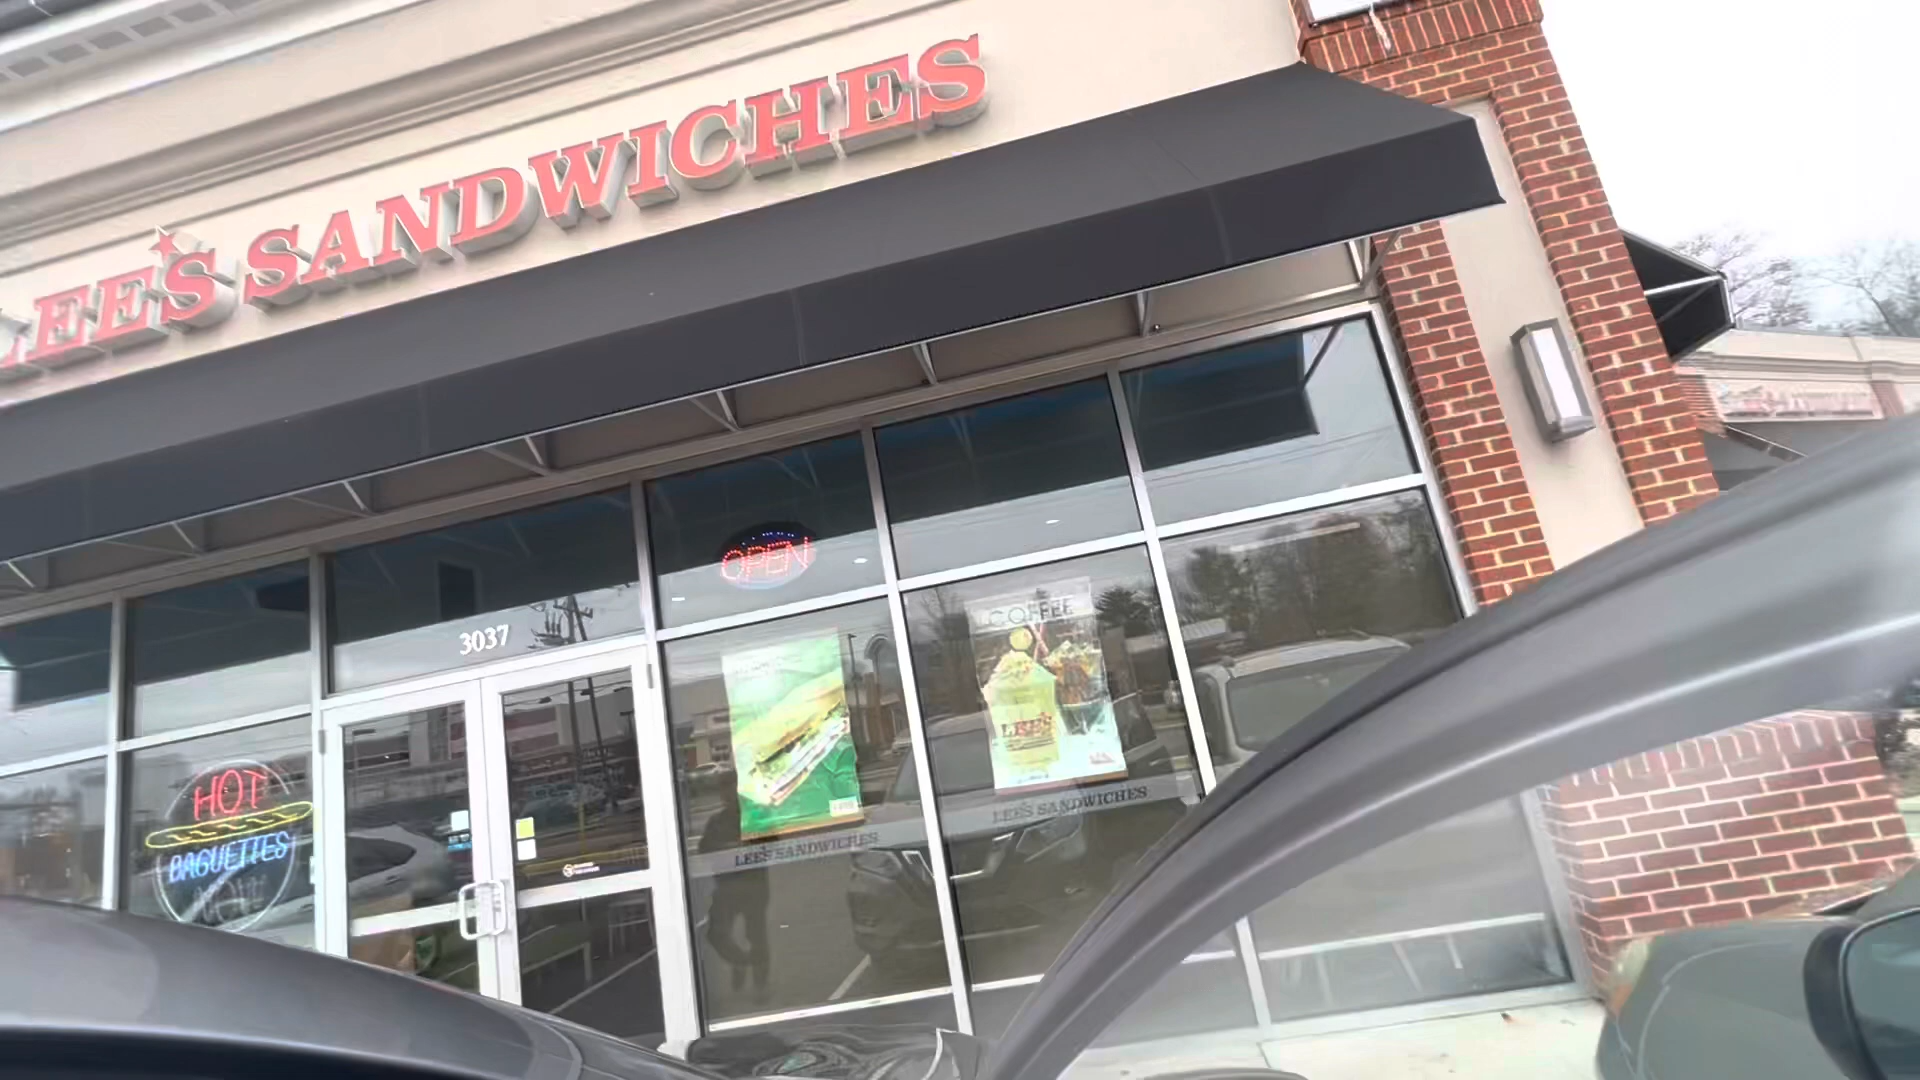 LEE'S SANDWICHES
OPEN
3037
COFFEE
LEE'S
HOT
BAGUETTES
LEE'S SANDWICHES
LEE'S SANDWICHES